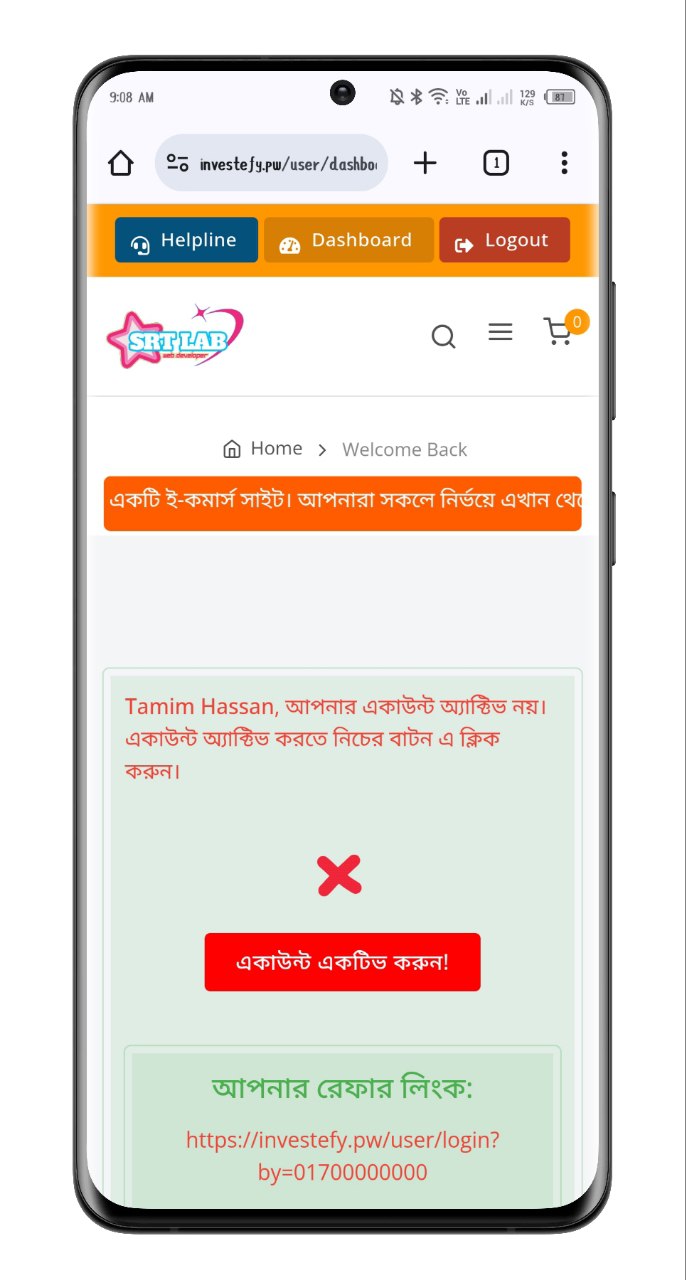 9:08 AM
Vo LTE
129 K/S
87
investefy.pw/user/dashbo
1
Helpline
Dashboard
Logout
SRT LAB
web developer
0
Home > Welcome Back
একটি ই-কমার্স সাইট। আপনারা সকলে নির্ভয়ে এখান থে
Tamim Hassan, আপনার একাউন্ট অ্যাক্টিভ নয়।
একাউন্ট অ্যাক্টিভ করতে নিচের বাটন এ ক্লিক
করুন।
একাউন্ট একটিভ করুন!
আপনার রেফার লিংক:
https://investefy.pw/user/login?
by=01700000000